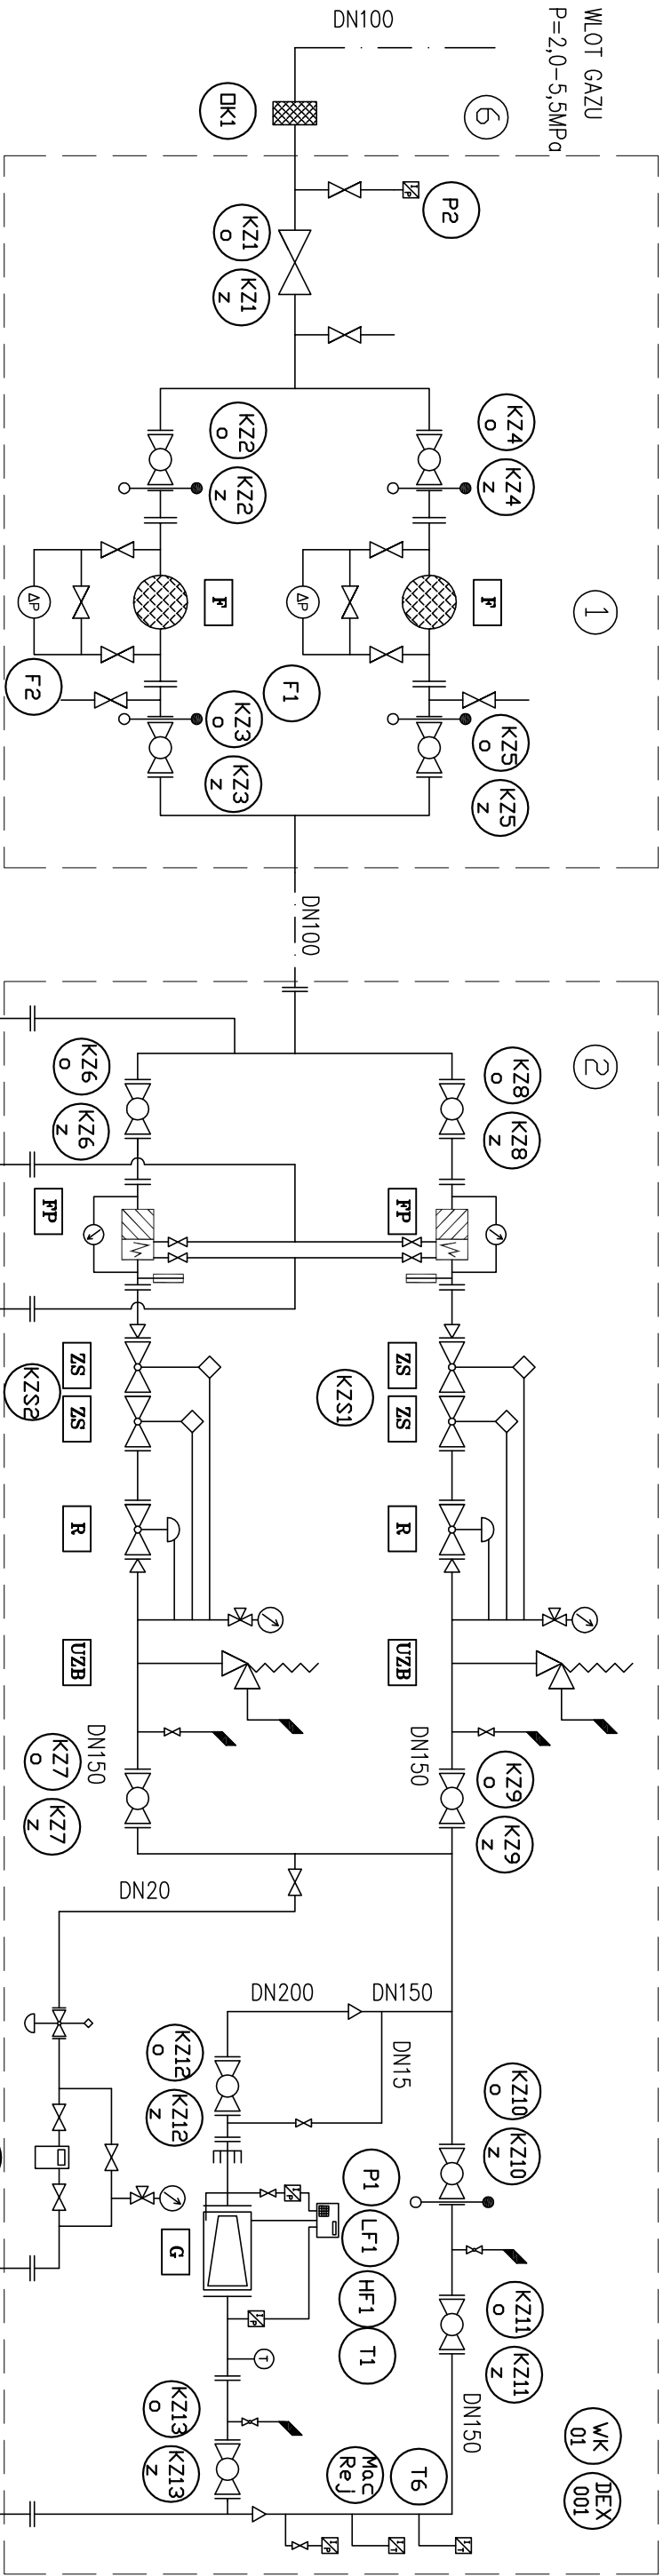 WLOT GAZU
P=2,0-5,5MPa
DN100
6
OK1
P2
KZ1
o
KZ1
z
KZ4
o
KZ4
z
KZ2
o
KZ2
z
1
F
F
ΔP
ΔP
F1
F2
KZ5
o
KZ5
z
KZ3
o
KZ3
z
DN100
2
KZ8
o
KZ8
z
KZ6
o
KZ6
z
FP
FP
ZS
ZS
KZS1
ZS
ZS
KZS2
R
R
UZB
UZB
DN150
DN150
KZ9
o
KZ9
z
KZ7
o
KZ7
z
DN20
DN200
DN150
DN15
KZ10
o
KZ10
z
KZ12
o
KZ12
z
P1
LF1
HF1
T1
G
T
KZ11
o
KZ11
z
DN150
KZ13
o
KZ13
z
WK
01
DEX
001
T6
Mac
Rej